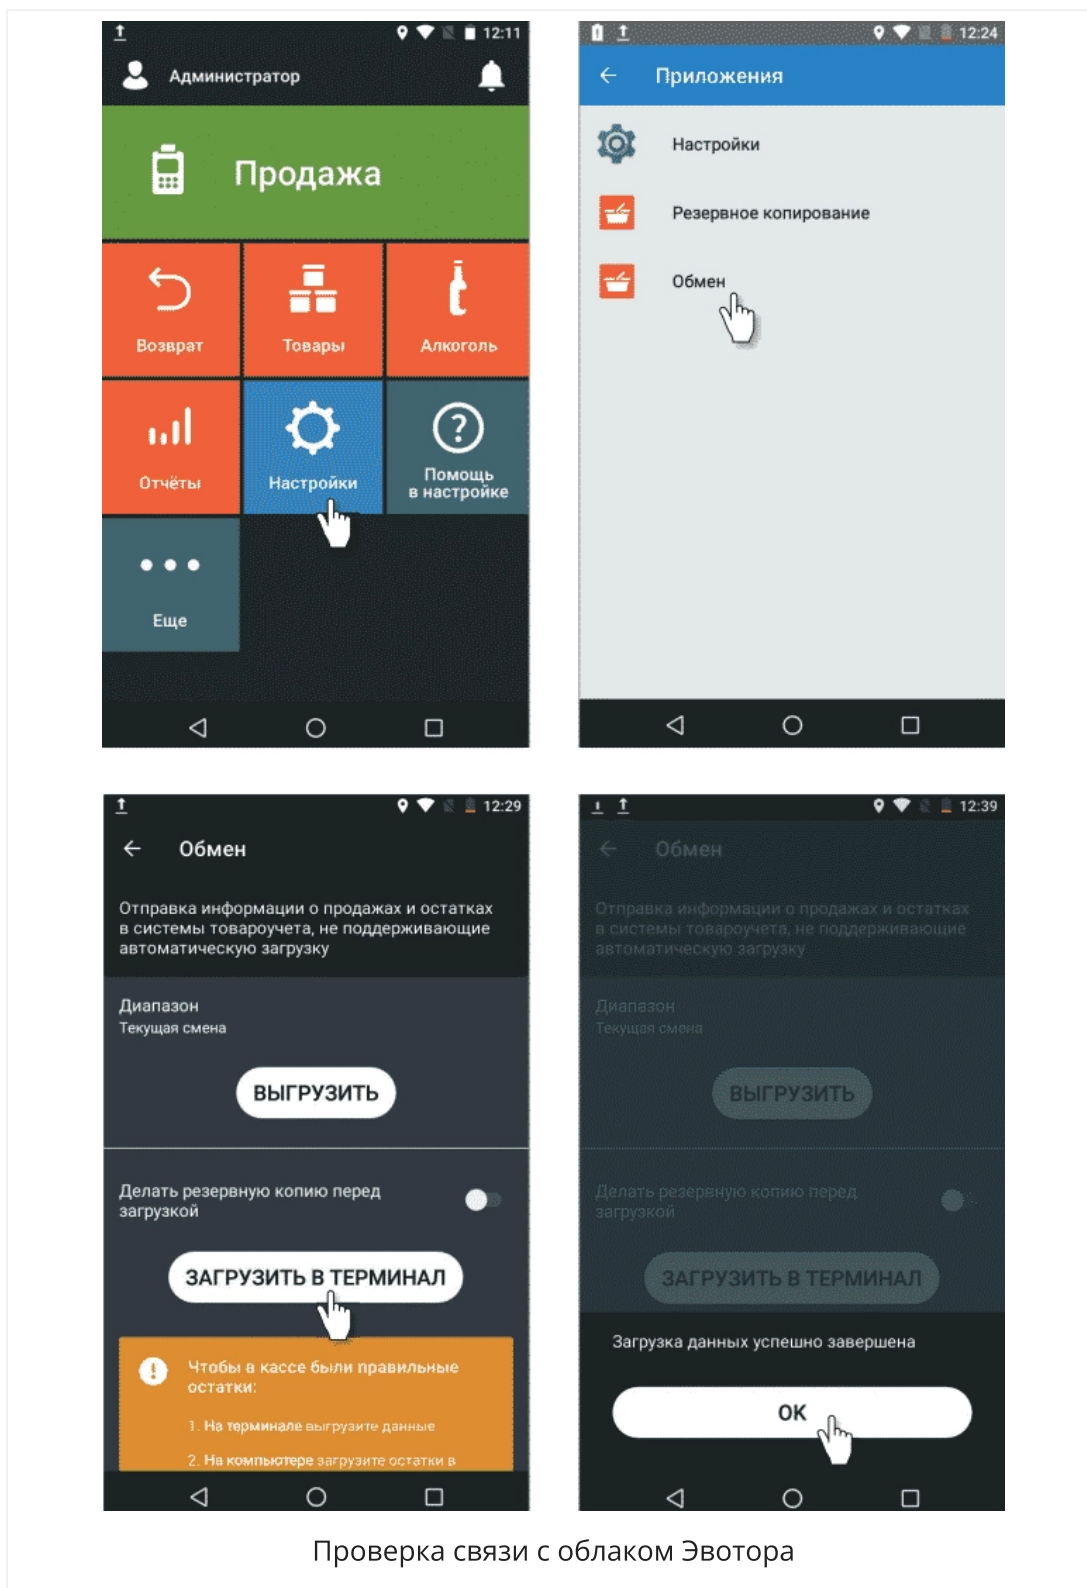 12:11
Администратор
Продажа
Возврат
Товары
Алкоголь
Отчёты
Настройки
Помощь
в настройке
Еще
12:24
Приложения
Настройки
Резервное копирование
Обмен
12:29
Обмен
Отправка информации о продажах и остатках
в системы товароучета, не поддерживающие
автоматическую загрузку
Диапазон
Текущая смена
ВЫГРУЗИТЬ
Делать резервную копию перед
загрузкой
ЗАГРУЗИТЬ В ТЕРМИНАЛ
Чтобы в кассе были правильные
остатки:
1. На терминале выгрузите данные
2. На компьютере загрузите остатки в
12:39
Обмен
Отправка информации о продажах и остатках
в системы товароучета, не поддерживающие
автоматическую загрузку
Диапазон
Текущая смена
ВЫГРУЗИТЬ
Делать резервную копию перед
загрузкой
ЗАГРУЗИТЬ В ТЕРМИНАЛ
Загрузка данных успешно завершена
ОК
Проверка связи с облаком Эвотора